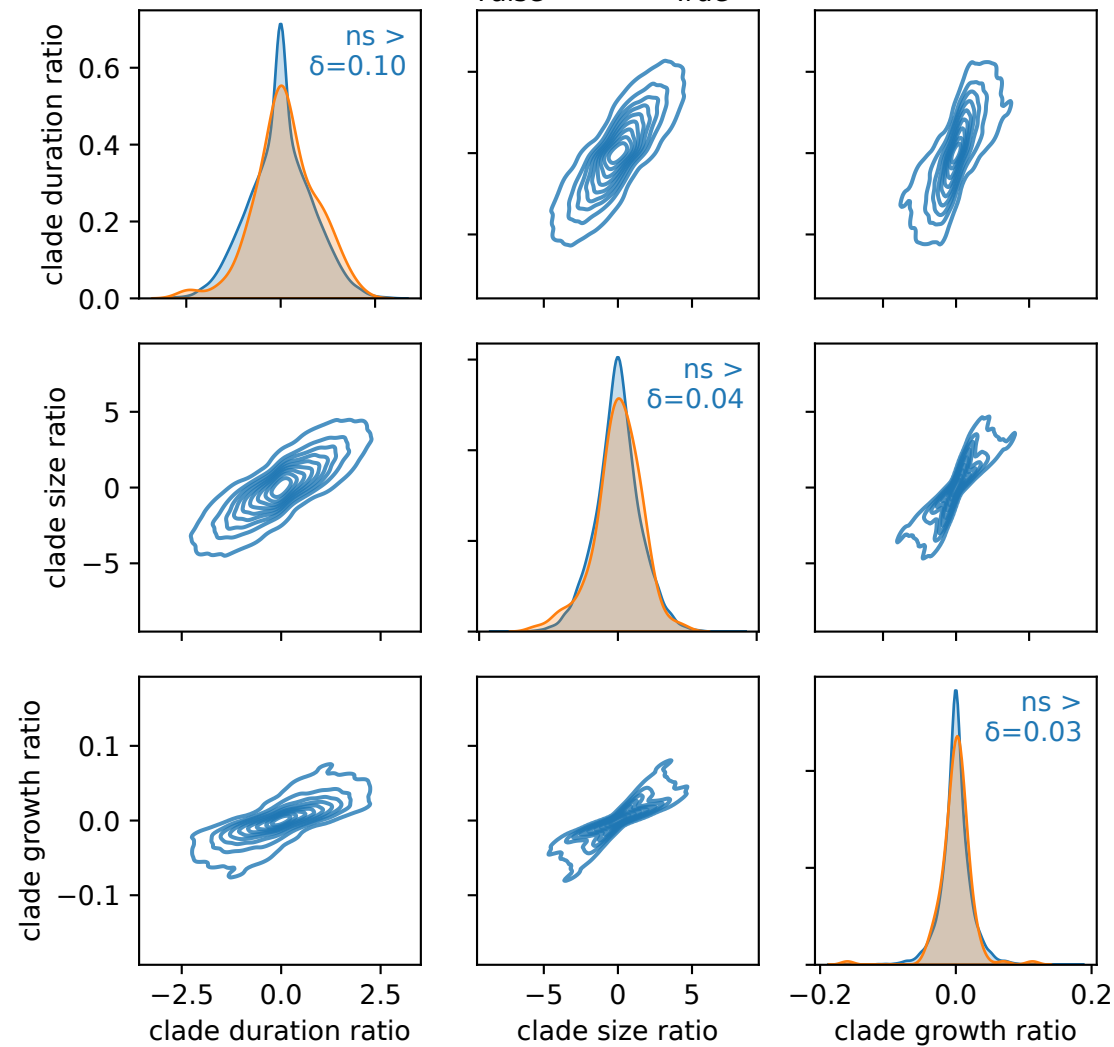 ns >
δ=0.10
clade duration ratio
0.6
0.4
0.2
0.0
ns >
δ=0.04
clade size ratio
5
0
−5
ns >
δ=0.03
clade growth ratio
0.1
0.0
−0.1
−2.5 0.0 2.5
−5 0 5
−0.2 0.0 0.2
clade duration ratio
clade size ratio
clade growth ratio